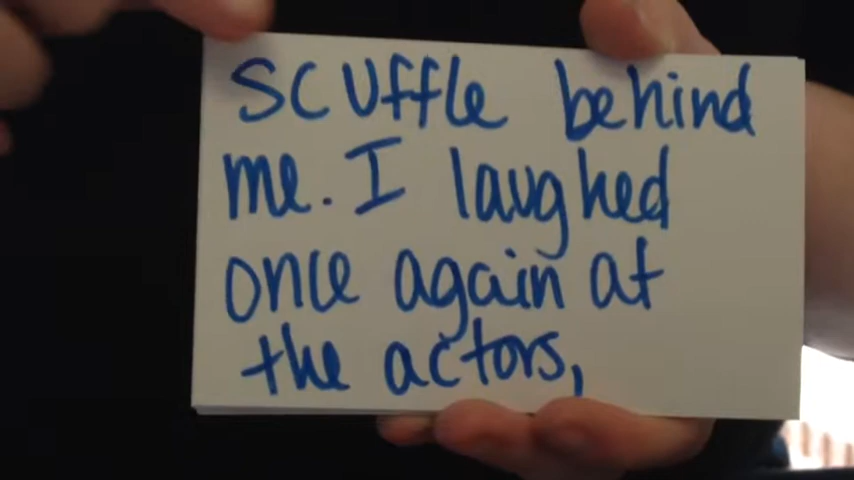 scuffle behind
me. I laughed
once again at
the actors,